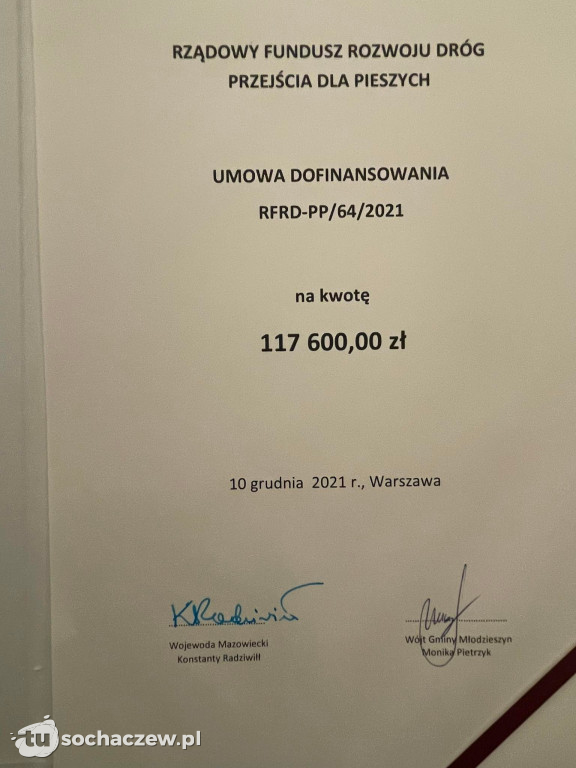 RZĄDOWY FUNDUSZ ROZWOJU DRÓG
PRZEJŚCIA DLA PIESZYCH
UMOWA DOFINANSOWANIA
RFRD-PP/64/2021
na kwotę
117 600,00 zł
10 grudnia 2021 r., Warszawa
KRadziwiłł
Wojewoda Mazowiecki
Konstanty Radziwiłł
Wójt Gminy Młodzieszyn
Monika Pietrzyk
tu sochaczew.pl